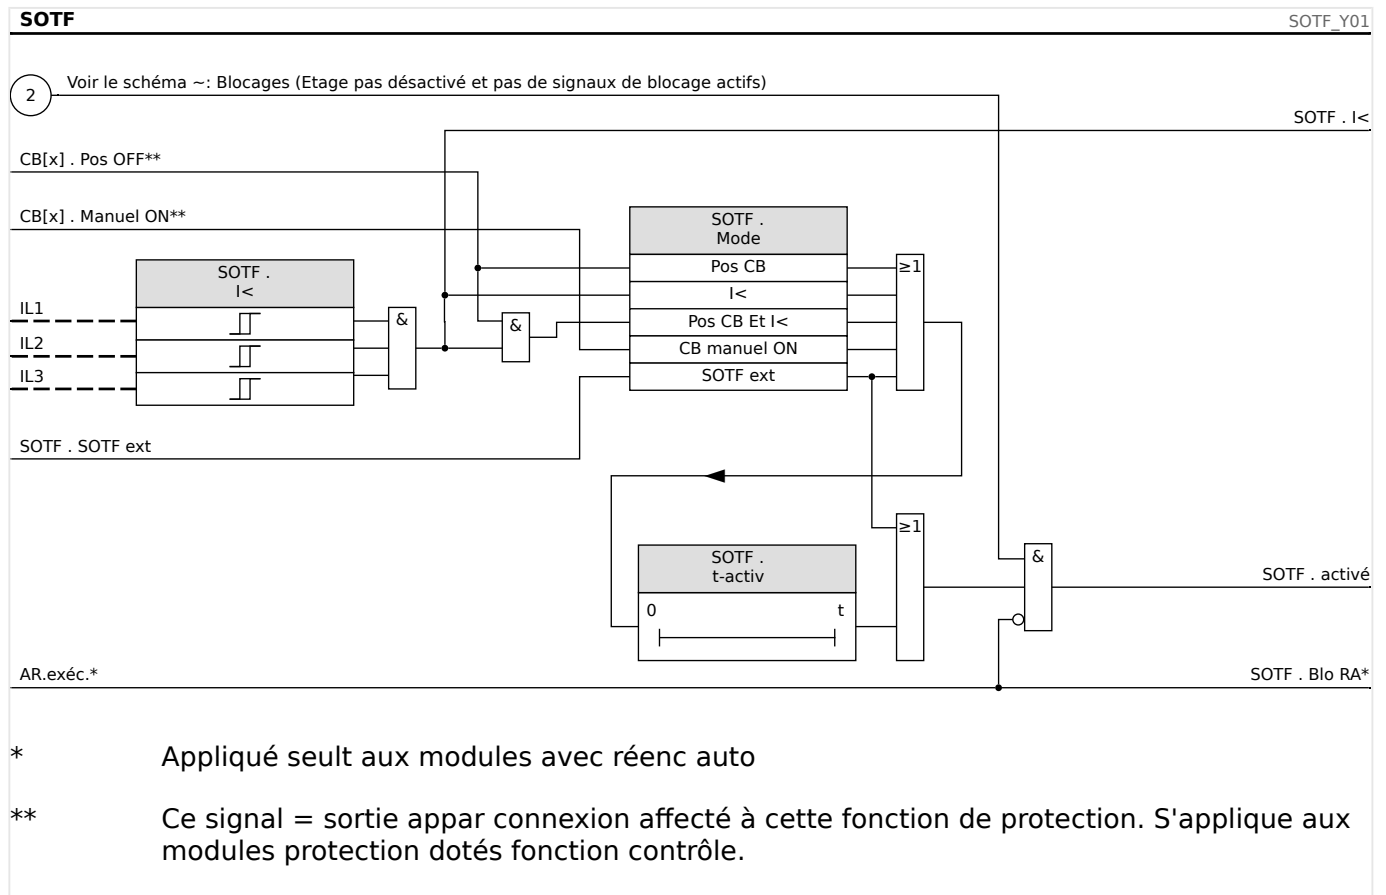 SOTF
SOTF_Y01
2
Voir le schéma ~: Blocages (Etage pas désactivé et pas de signaux de blocage actifs)
SOTF . I<
CB[x] . Pos OFF**
CB[x] . Manuel ON**
SOTF .
Mode
Pos CB
I<
Pos CB Et I<
CB manuel ON
SOTF ext
≥1
SOTF .
I<
IL1
IL2
IL3
&
&
SOTF . SOTF ext
≥1
SOTF .
t-activ
0
t
&
SOTF . activé
AR.exéc.*
SOTF . Blo RA*
* Appliqué seult aux modules avec réenc auto
** Ce signal = sortie appar connexion affecté à cette fonction de protection. S'applique aux
modules protection dotés fonction contrôle.